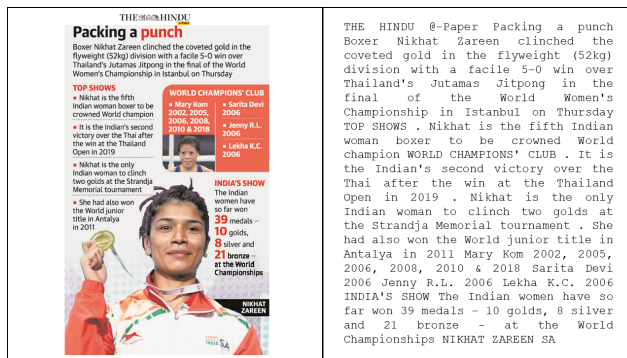 THE HINDU
Packing a punch
Boxer Nikhat Zareen clinched the coveted gold in the
flyweight (52kg) division with a facile 5-0 win over
Thailand's Jutamas Jitpong in the final of the World
Women's Championship in Istanbul on Thursday
TOP SHOWS
Nikhat is the fifth
Indian woman boxer to be
crowned World champion
It is the Indian's second
victory over the Thai after
the win at the Thailand
Open in 2019
Nikhat is the only
Indian woman to clinch
two golds at the Strandja
Memorial tournament
She had also won
the World junior
title in Antalya
in 2011
WORLD CHAMPIONS' CLUB
Mary Kom
2002, 2005,
2006, 2008,
2010 & 2018
Sarita Devi
2006
Jenny R.L.
2006
Lekha K.C.
2006
INDIA'S SHOW
The Indian
women have
so far won
39 medals –
10 golds,
8 silver and
21 bronze –
at the World
Championships
NIKHAT
ZAREEN
THE HINDU @-Paper Packing a punch
Boxer Nikhat Zareen clinched the
coveted gold in the flyweight (52kg)
division with a facile 5-0 win over
Thailand's Jutamas Jitpong in the
final of the World Women's
Championship in Istanbul on Thursday
TOP SHOWS . Nikhat is the fifth Indian
woman boxer to be crowned World
champion WORLD CHAMPIONS' CLUB . It is
the Indian's second victory over the
Thai after the win at the Thailand
Open in 2019 . Nikhat is the only
Indian woman to clinch two golds at
the Strandja Memorial tournament . She
had also won the World junior title in
Antalya in 2011 Mary Kom 2002, 2005,
2006, 2008, 2010 & 2018 Sarita Devi
2006 Jenny R.L. 2006 Lekha K.C. 2006
INDIA'S SHOW The Indian women have so
far won 39 medals – 10 golds, 8 silver
and 21 bronze – at the World
Championships NIKHAT ZAREEN SA